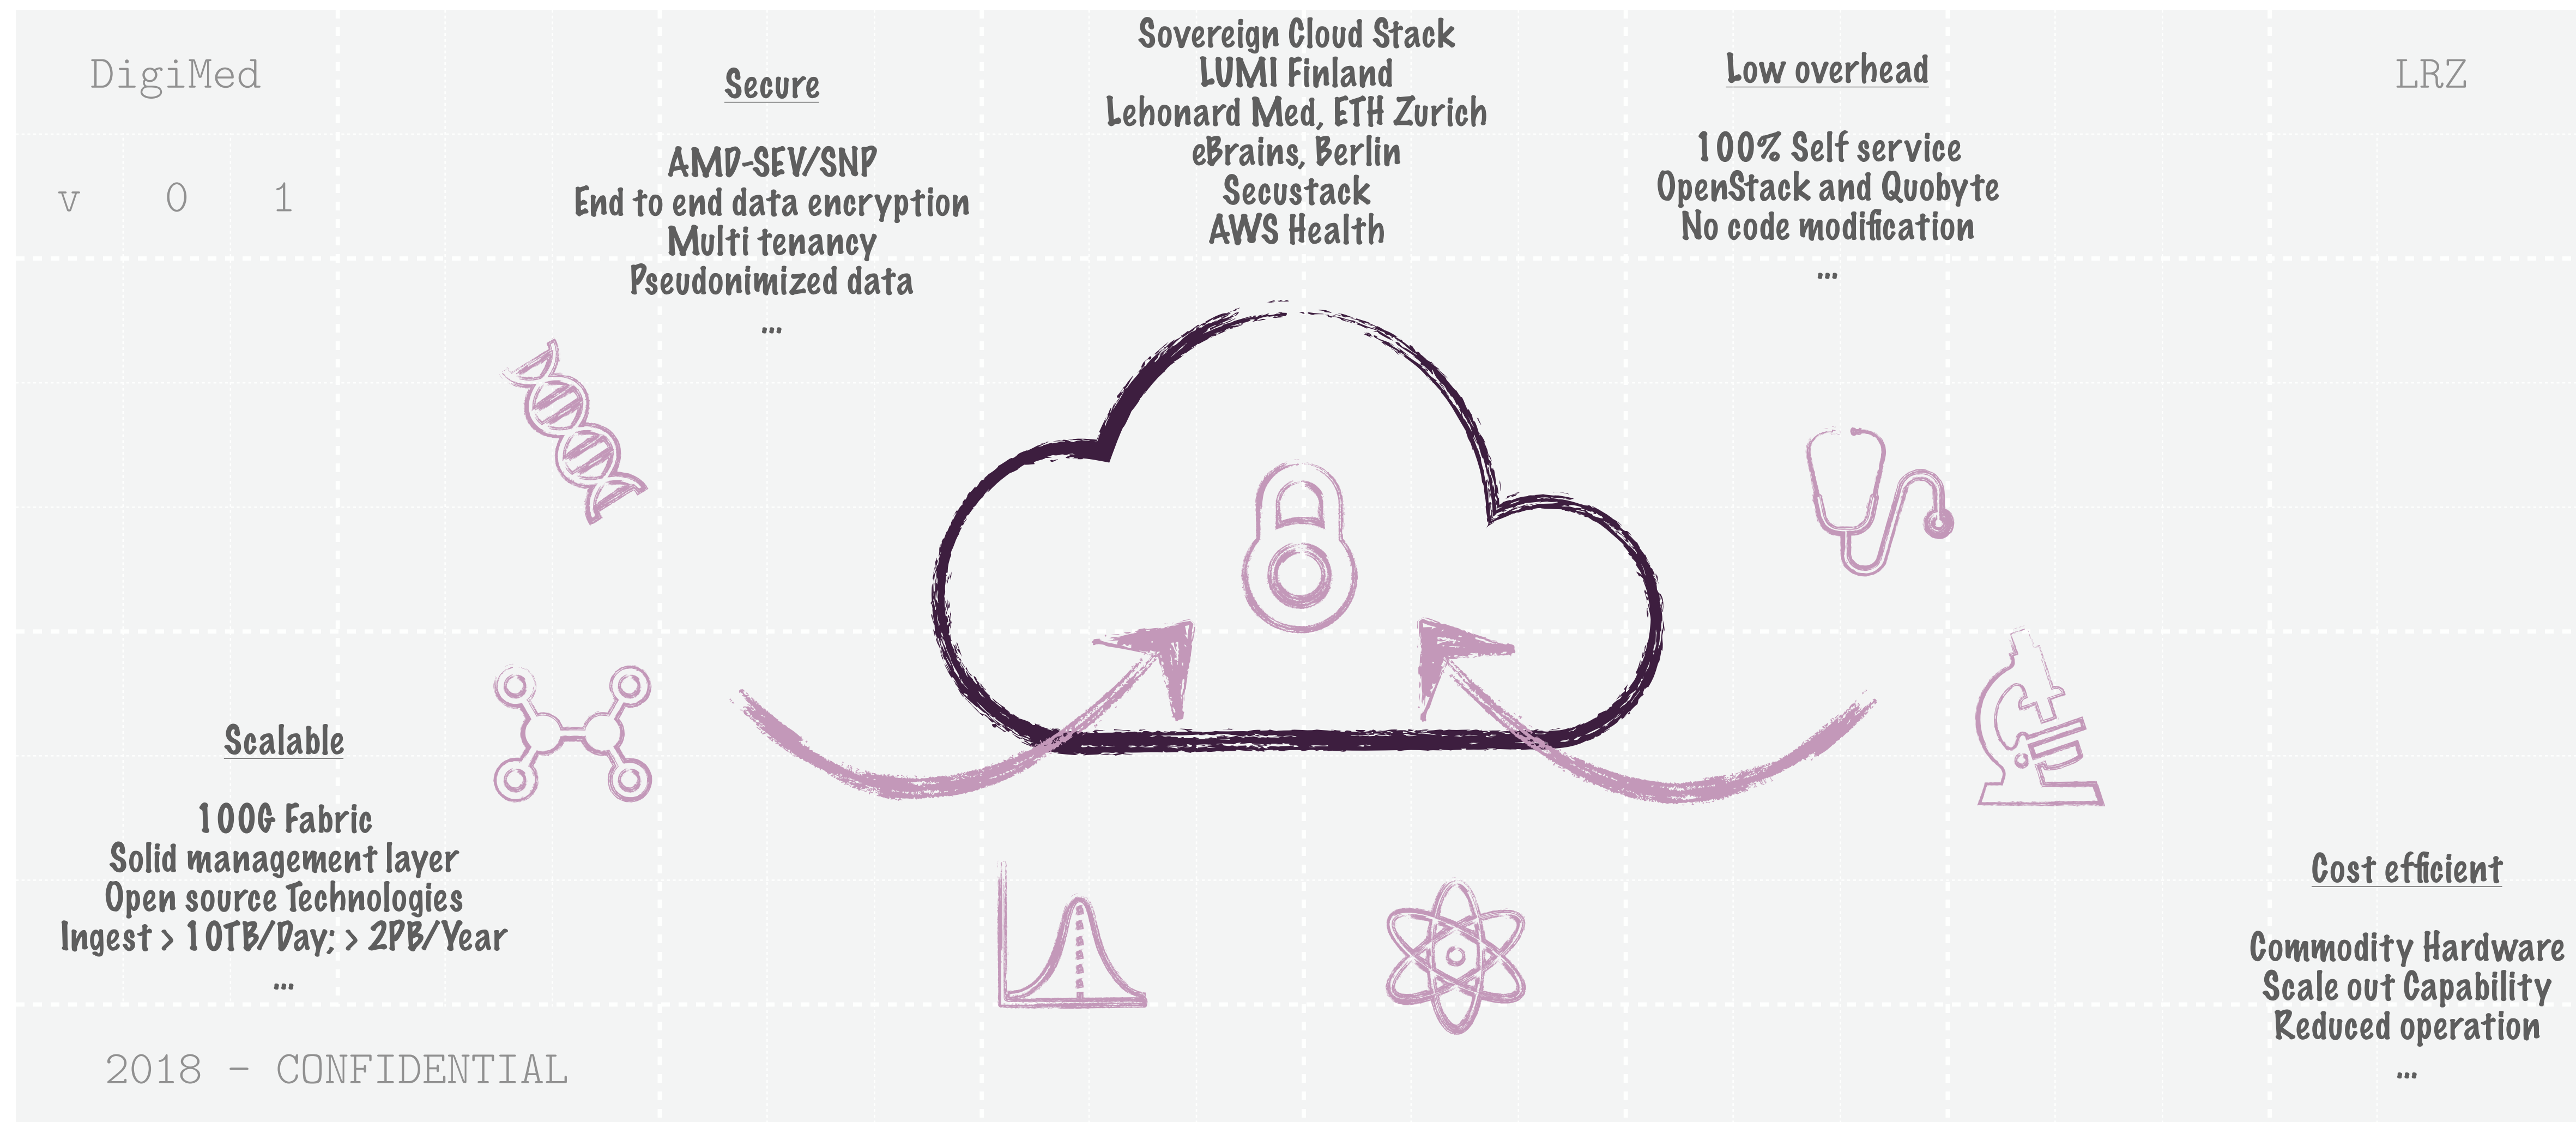 DigiMed
v 0 1
Secure
AMD-SEV/SNP
End to end data encryption
Multi tenancy
Pseudonimized data
...
Sovereign Cloud Stack
LUMI Finland
Lehonard Med, ETH Zurich
eBrains, Berlin
Secustack
AWS Health
Low overhead
100% Self service
OpenStack and Quobyte
No code modification
...
LRZ
Scalable
100G Fabric
Solid management layer
Open source Technologies
Ingest > 10TB/Day; > 2PB/Year
...
Cost efficient
Commodity Hardware
Scale out Capability
Reduced operation
...
2018 - CONFIDENTIAL